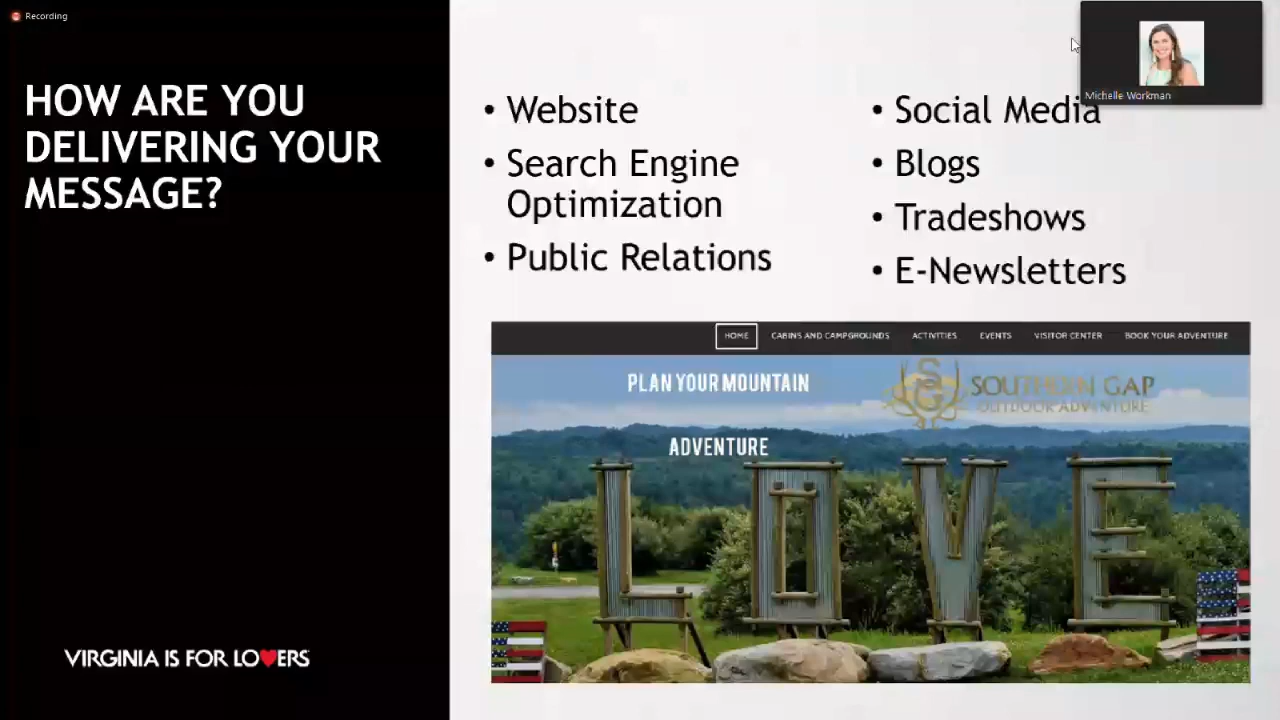 Recording
HOW ARE YOU
DELIVERING YOUR
MESSAGE?
VIRGINIA IS FOR LOVERS
• Website
• Search Engine
Optimization
• Public Relations
• Social Media
• Blogs
• Tradeshows
• E-Newsletters
Michelle Workman
HOME CABINS AND CAMPGROUNDS ACTIVITIES EVENTS VISITOR CENTER BOOK YOUR ADVENTURE
PLAN YOUR MOUNTAIN
ADVENTURE
SG
SOUTHERN GAP
OUTDOOR ADVENTURE
LOVE